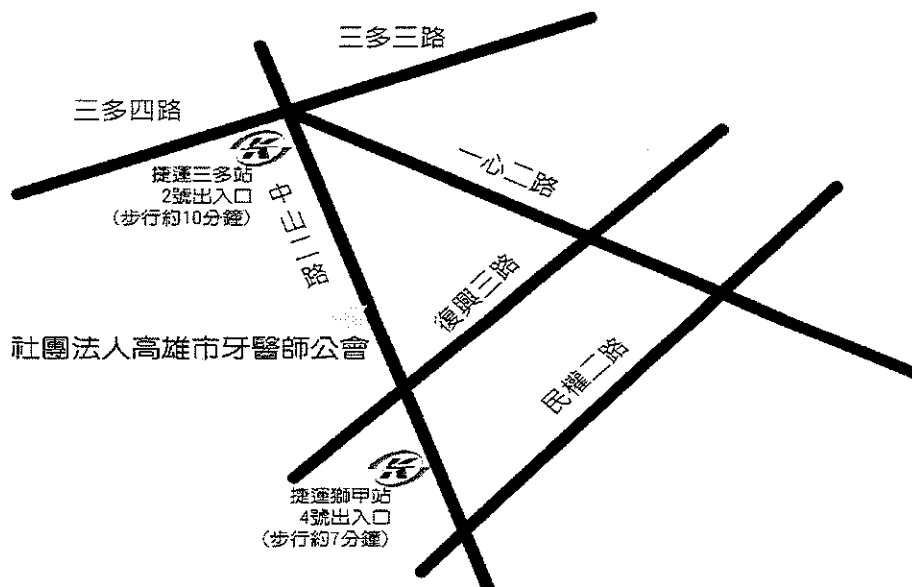 三多三路
三多四路
捷運三多站
2號出入口
(步行約10分鐘)
中山二路
一心二路
復興三路
社團法人高雄市牙醫師公會
民權二路
捷運獅甲站
4號出入口
(步行約7分鐘)